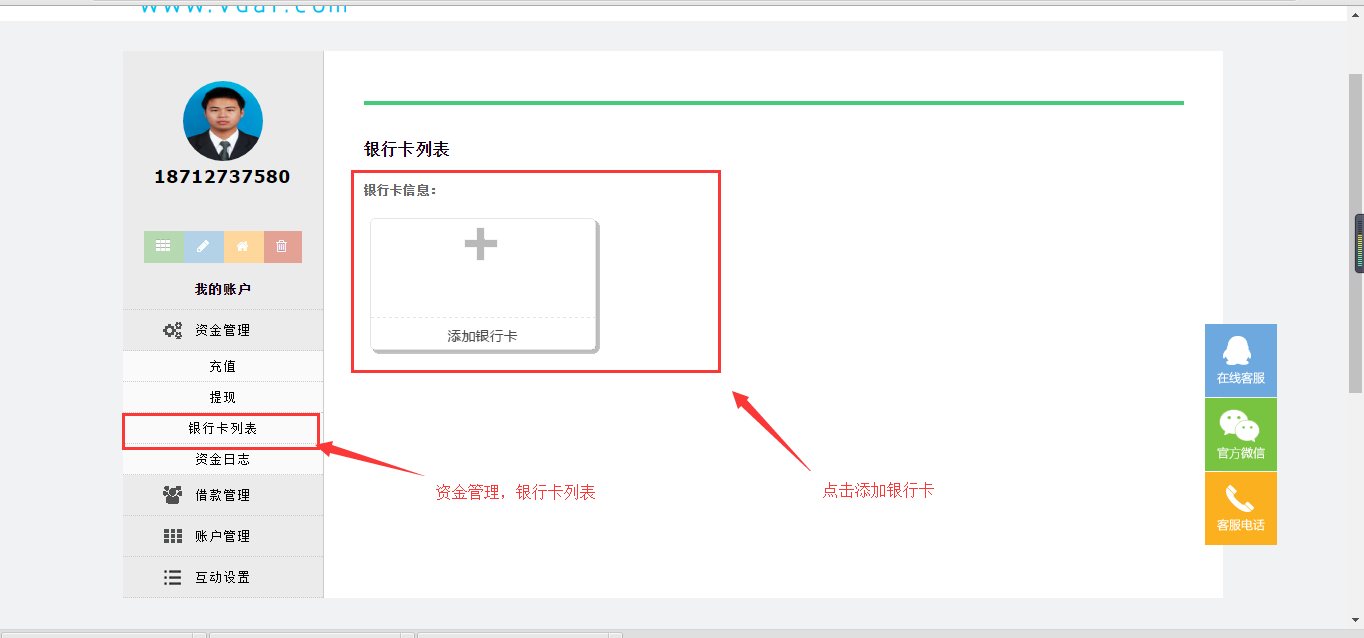 18712737580
我的账户
资金管理
充值
提现
银行卡列表
资金日志
借款管理
账户管理
互动设置
银行卡列表
银行卡信息：
添加银行卡
资金管理，银行卡列表
点击添加银行卡
在线客服
官方微信
客服电话